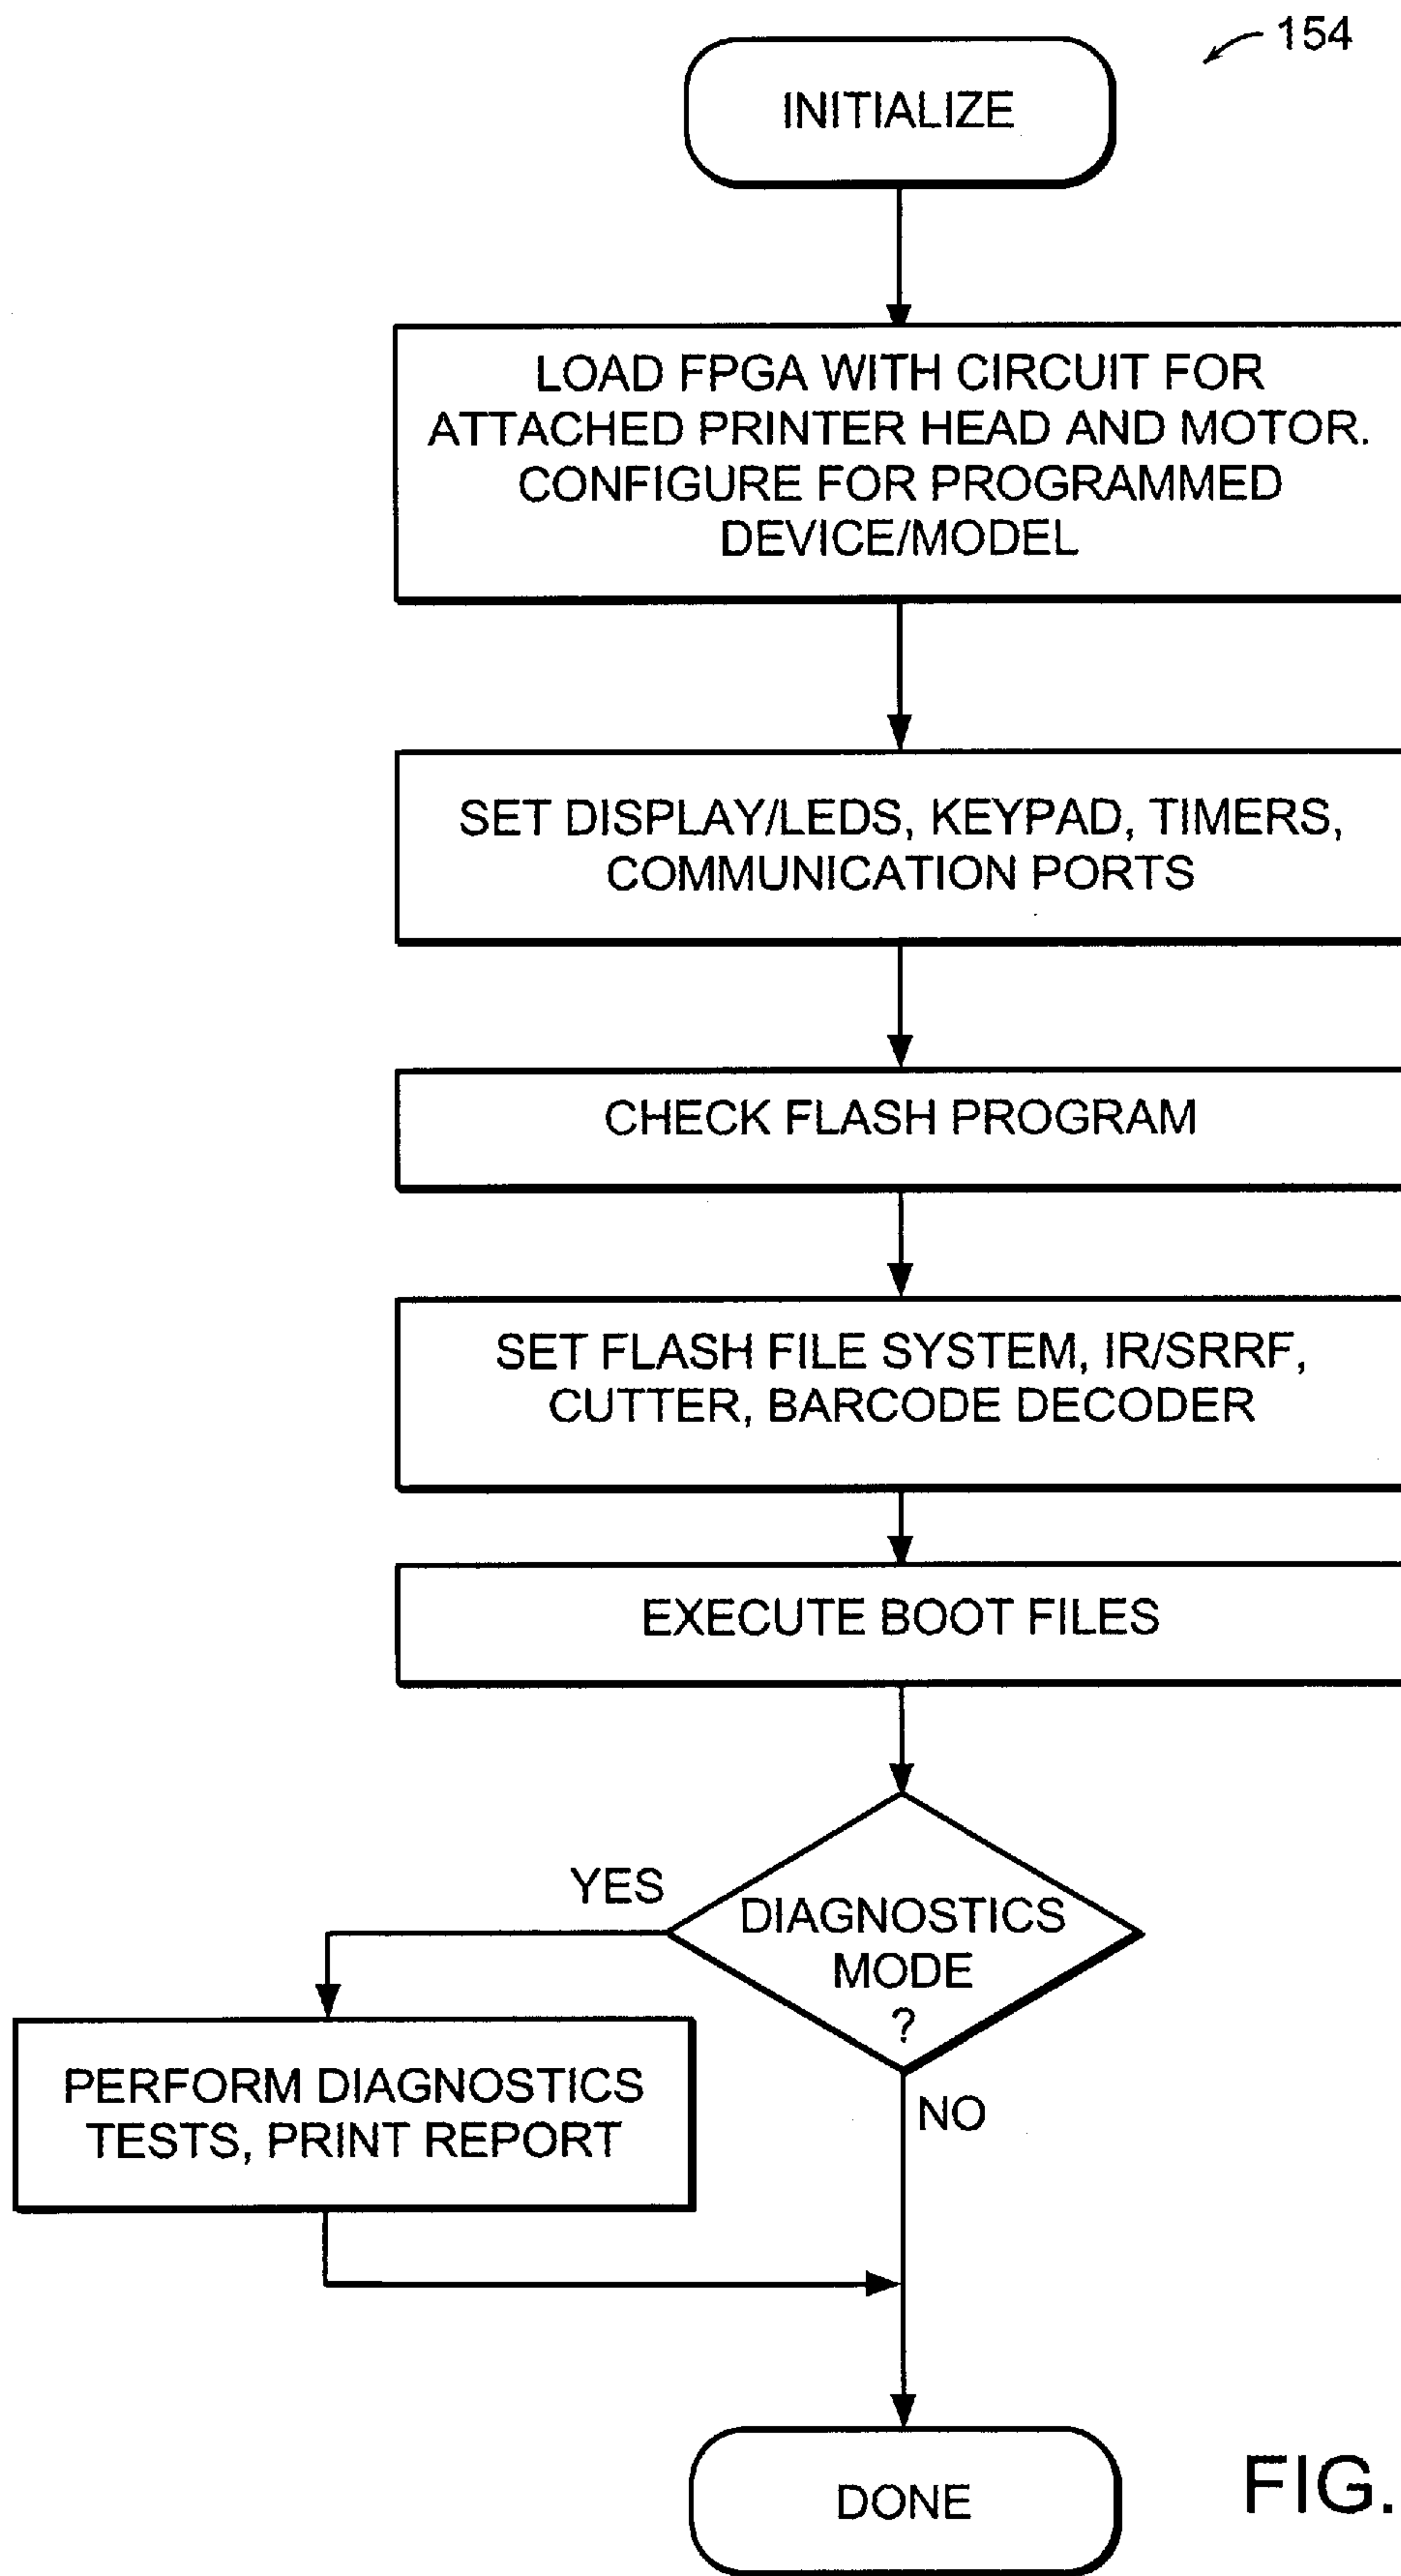 154
INITIALIZE
LOAD FPGA WITH CIRCUIT FOR
ATTACHED PRINTER HEAD AND MOTOR.
CONFIGURE FOR PROGRAMMED
DEVICE/MODEL
SET DISPLAY/LEDS, KEYPAD, TIMERS,
COMMUNICATION PORTS
CHECK FLASH PROGRAM
SET FLASH FILE SYSTEM, IR/SRRF,
CUTTER, BARCODE DECODER
EXECUTE BOOT FILES
YES
DIAGNOSTICS
MODE
?
PERFORM DIAGNOSTICS
TESTS, PRINT REPORT
NO
DONE
FIG.